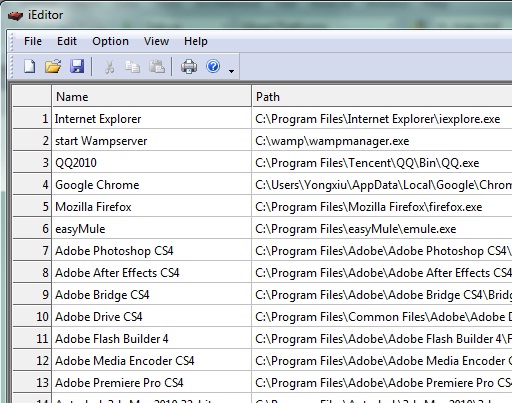 iEditor
File Edit Option View Help
Name Path
1 Internet Explorer C:\Program Files\Internet Explorer\iexplore.exe
2 start Wampserver C:\wamp\wampmanager.exe
3 QQ2010 C:\Program Files\Tencent\QQ\Bin\QQ.exe
4 Google Chrome C:\Users\Yongxiu\AppData\Local\Google\Chrom
5 Mozilla Firefox C:\Program Files\Mozilla Firefox\firefox.exe
6 easyMule C:\Program Files\easyMule\emule.exe
7 Adobe Photoshop CS4 C:\Program Files\Adobe\Adobe Photoshop CS4\
8 Adobe After Effects CS4 C:\Program Files\Adobe\Adobe After Effects CS4
9 Adobe Bridge CS4 C:\Program Files\Adobe\Adobe Bridge CS4\Bridg
10 Adobe Drive CS4 C:\Program Files\Common Files\Adobe\Adobe D
11 Adobe Flash Builder 4 C:\Program Files\Adobe\Adobe Flash Builder 4\F
12 Adobe Media Encoder CS4 C:\Program Files\Adobe\Adobe Media Encoder C
13 Adobe Premiere Pro CS4 C:\Program Files\Adobe\Adobe Premiere Pro CS4